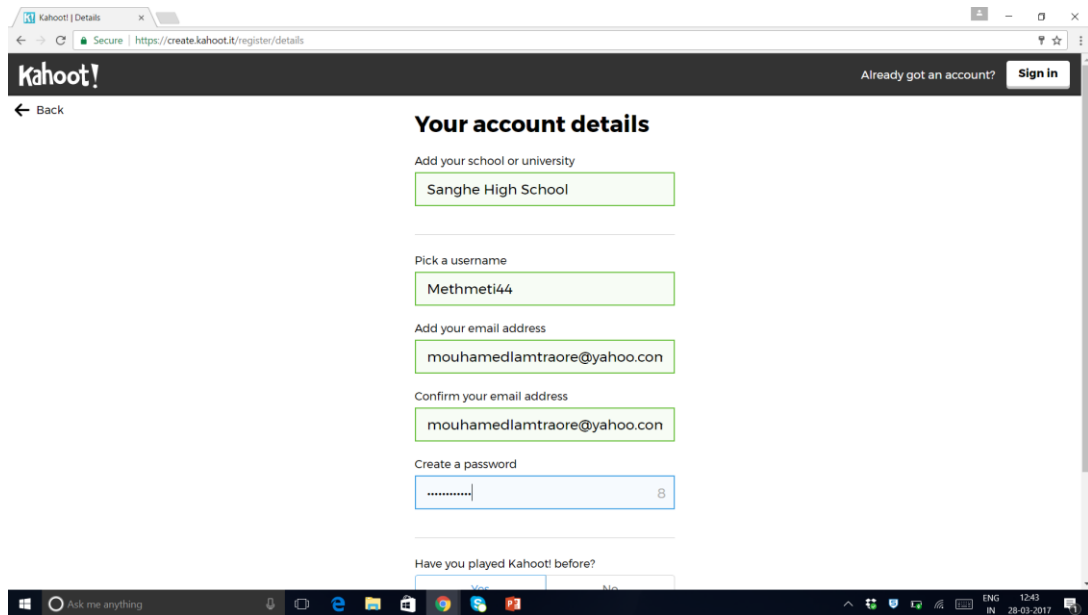 Kahoot! | Details
Secure | https://create.kahoot.it/register/details
Kahoot!
Already got an account?
Sign in
Back
Your account details
Add your school or university
Sanghe High School
Pick a username
Methmeti44
Add your email address
mouhamedlamtraore@yahoo.con
Confirm your email address
mouhamedlamtraore@yahoo.con
Create a password
••••••••••••
8
Have you played Kahoot! before?
Yes No
Ask me anything
ENG 12:43
IN 28-03-2017